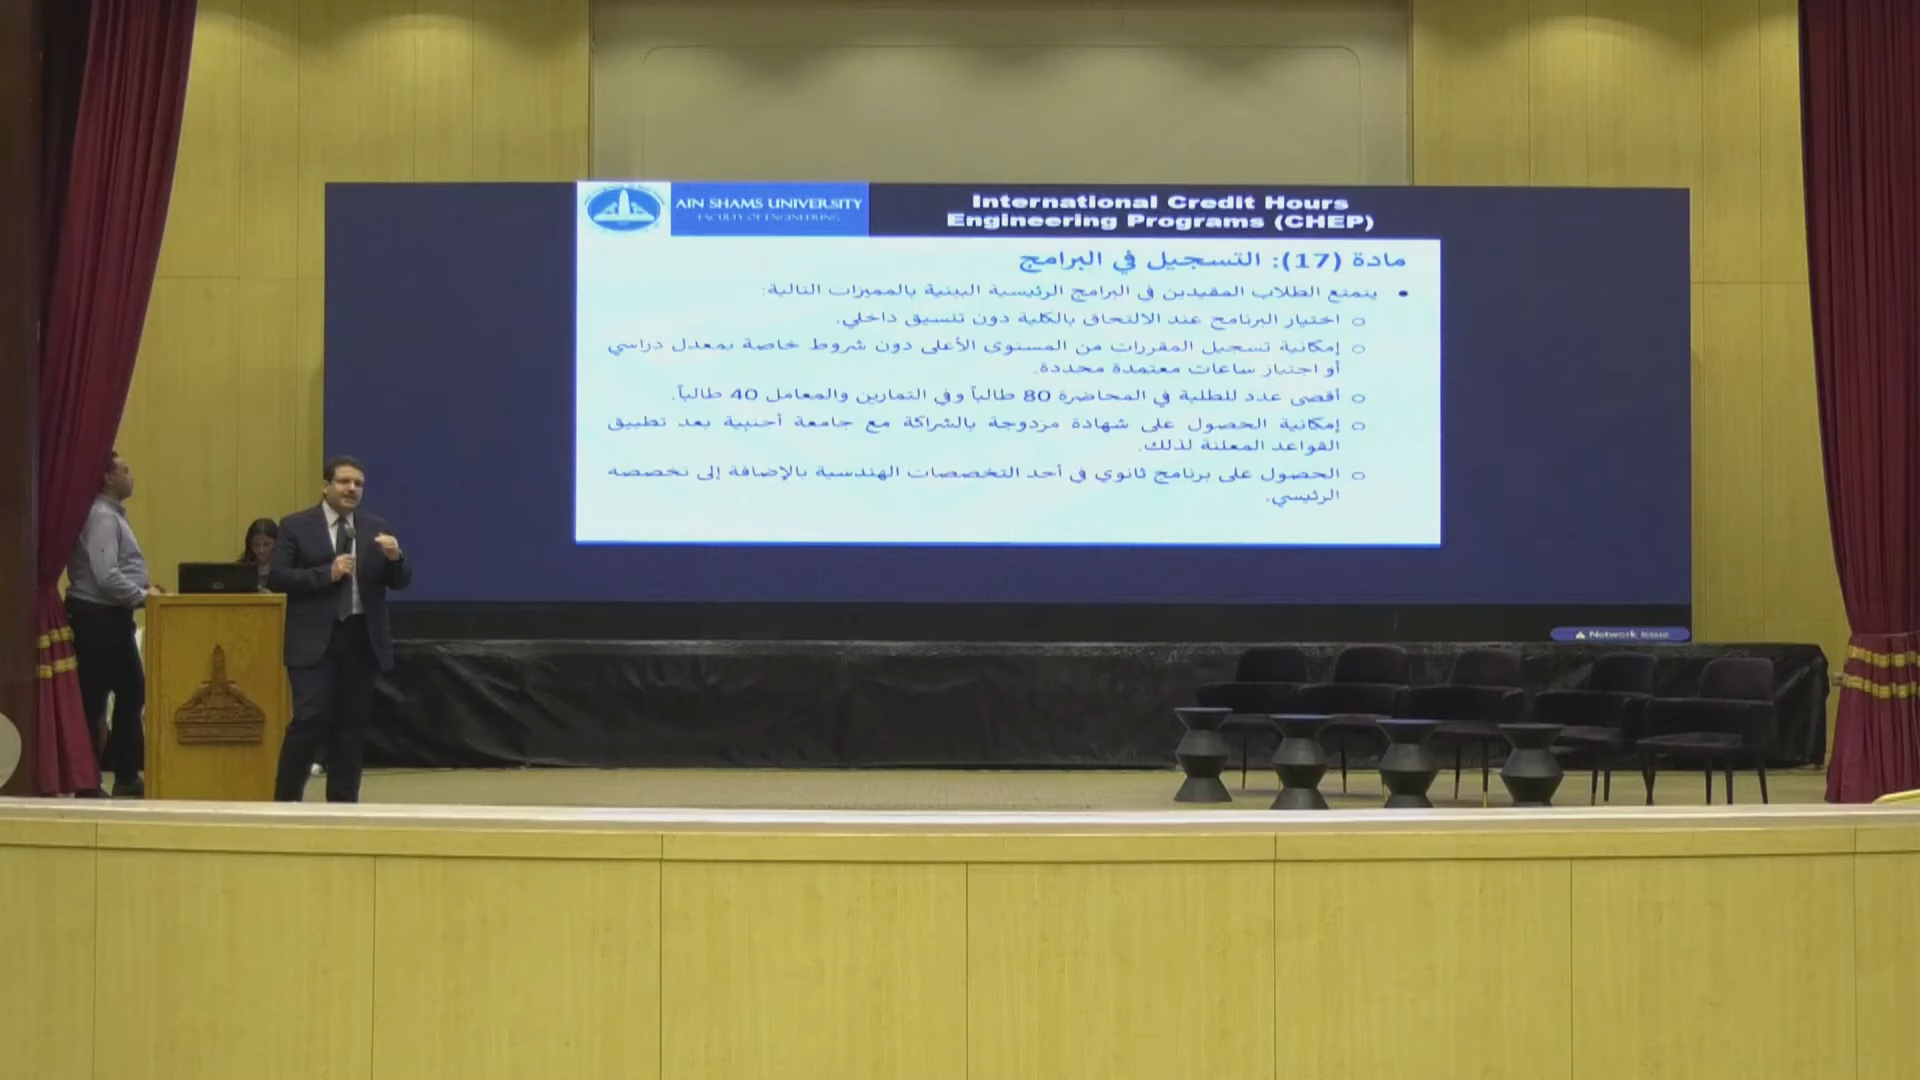 AIN SHAMS UNIVERSITY
FACULTY OF ENGINEERING
International Credit Hours
Engineering Programs (CHEP)
مادة (17): التسجيل في البرامج
• يتمتع الطلاب المقيدين في البرامج الرئيسية البينية بالمميزات التالية:
○ اختيار البرنامج عند الالتحاق بالكلية دون تنسيق داخلي.
○ إمكانية تسجيل المقررات من المستوى الأعلى دون شروط خاصة بمعدل دراسي
أو اجتياز ساعات معتمدة محددة.
○ أقصى عدد للطلبة في المحاضرة 80 طالباً وفي التمارين والمعامل 40 طالباً.
○ إمكانية الحصول على شهادة مزدوجة بالشراكة مع جامعة أجنبية بعد تطبيق
القواعد المعلنة لذلك.
○ الحصول على برنامج ثانوي في أحد التخصصات الهندسية بالإضافة إلى تخصصه
الرئيسي.
Network issue